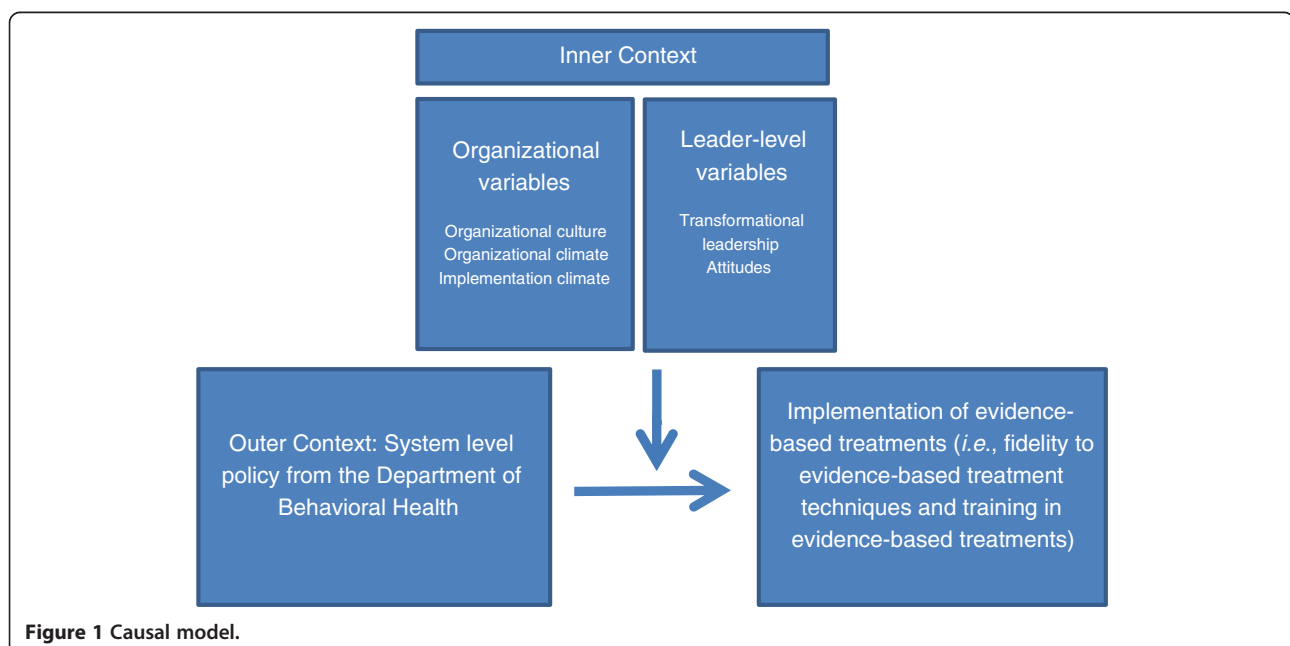 Inner Context
Organizational
variables
Organizational culture
Organizational climate
Implementation climate
Leader-level
variables
Transformational
leadership
Attitudes
Outer Context: System level
policy from the Department of
Behavioral Health
Implementation of evidence-
based treatments (i.e., fidelity to
evidence-based treatment
techniques and training in
evidence-based treatments)
Figure 1 Causal model.